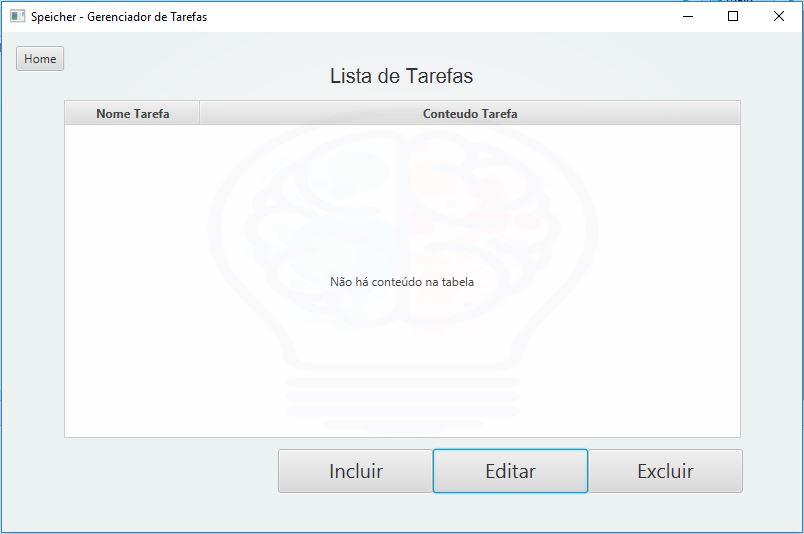 Speicher - Gerenciador de Tarefas
Home
Lista de Tarefas
Nome Tarefa Conteudo Tarefa
Não há conteúdo na tabela
Incluir Editar Excluir